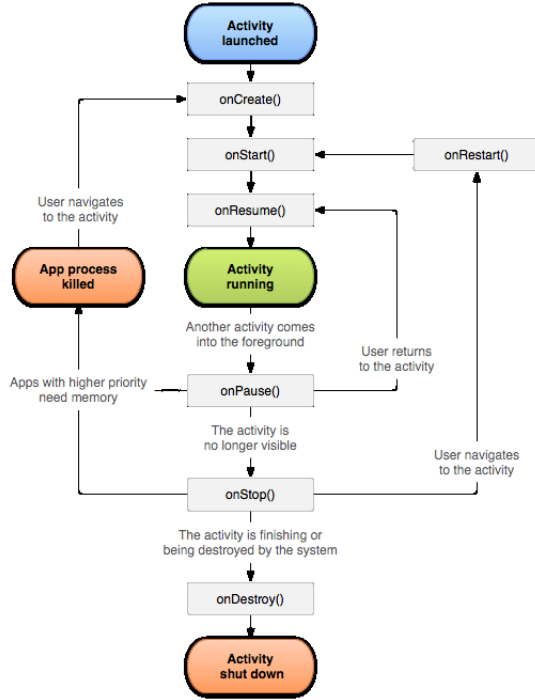 Activity
launched
onCreate()
onStart()
onRestart()
User navigates
to the activity
onResume()
App process
killed
Activity
running
Another activity comes
into the foreground
User returns
to the activity
Apps with higher priority
need memory
onPause()
The activity is
no longer visible
User navigates
to the activity
onStop()
The activity is finishing or
being destroyed by the system
onDestroy()
Activity
shut down